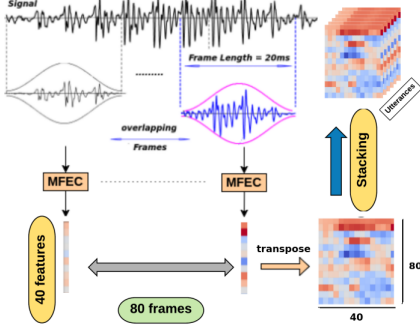 Signal
Frame Length = 20ms
Utterances
overlapping
Frames
Stacking
MFEC
MFEC
40 features
transpose
80
80 frames
40